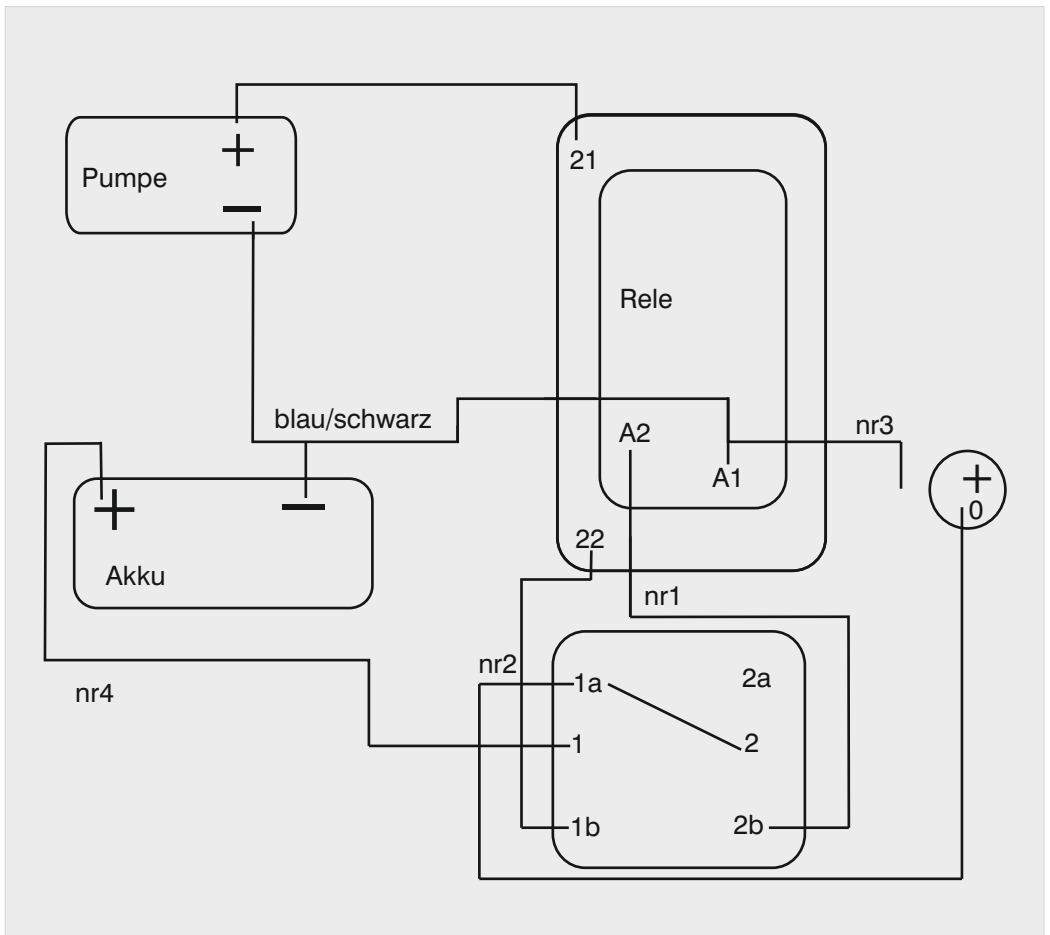 21
+
Pumpe
−
Rele
blau/schwarz
nr3
A2
A1
+
0
+
−
22
Akku
nr1
nr2
1a
2a
nr4
1
2
1b
2b